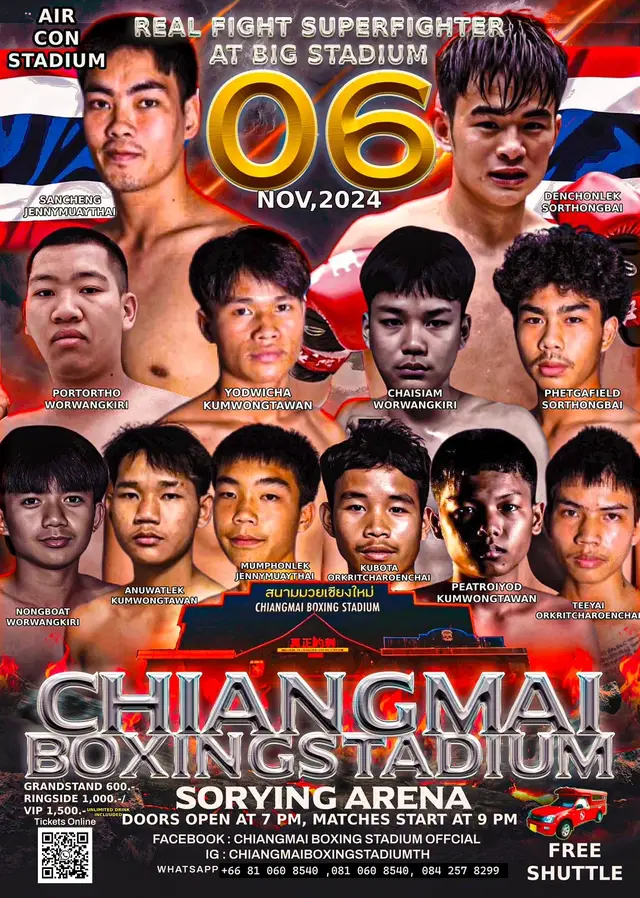 AIR
CON
STADIUM
REAL FIGHT SUPERFIGHTER
AT BIG STADIUM
06
NOV,2024
SANCHENG
JENNYMUAYTHAI
DENCHONLEK
SORTHONGBAI
PORTORTHO
WORWANGKIRI
YODWICHA
KUMWONGTAWAN
CHAISIAM
WORWANGKIRI
PHETGAFIELD
SORTHONGBAI
NONGBOAT
WORWANGKIRI
ANUWATLEK
KUMWONGTAWAN
MUMPHONLEK
JENNYMUAYTHAI
KUBOTA
ORKRITCHAROENCHAI
PEATROIYOD
KUMWONGTAWAN
TEEYAI
ORKRITCHAROENCHAI
สนามมวยเชียงใหม่
CHIANGMAI BOXING STADIUM
CHIANGMAI
BOXINGSTADIUM
GRANDSTAND 600.-
RINGSIDE 1,000.-/
VIP 1,500.- UNLIMITED DRINK
INCLUUDED
Tickets Online
SORYING ARENA
DOORS OPEN AT 7 PM, MATCHES START AT 9 PM
FACEBOOK : CHIANGMAI BOXING STADIUM OFFCIAL
IG : CHIANGMAIBOXINGSTADIUMTH
WHATSAPP +66 81 060 8540 ,081 060 8540, 084 257 8299
FREE
SHUTTLE